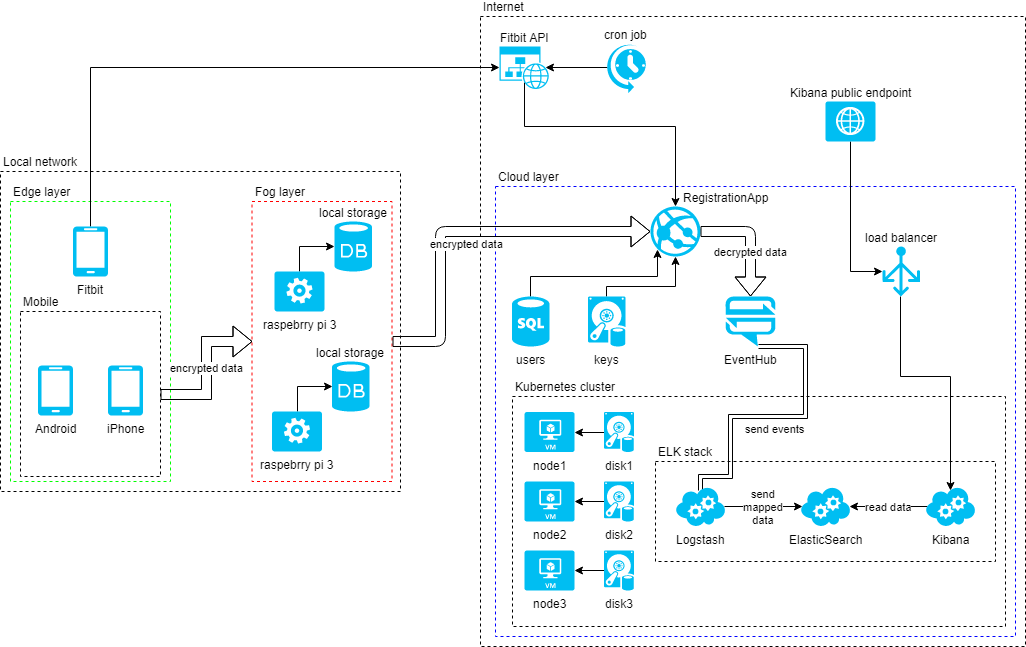 Internet
Fitbit API
cron job
Kibana public endpoint
Local network
Edge layer
Fitbit
Mobile
Android
iPhone
encrypted data
Fog layer
local storage
DB
raspebrry pi 3
local storage
DB
raspebrry pi 3
encrypted data
Cloud layer
RegistrationApp
decrypted data
load balancer
SQL
users
keys
EventHub
Kubernetes cluster
VM
node1
disk1
VM
node2
disk2
VM
node3
disk3
send events
ELK stack
Logstash
send
mapped
data
ElasticSearch
read data
Kibana